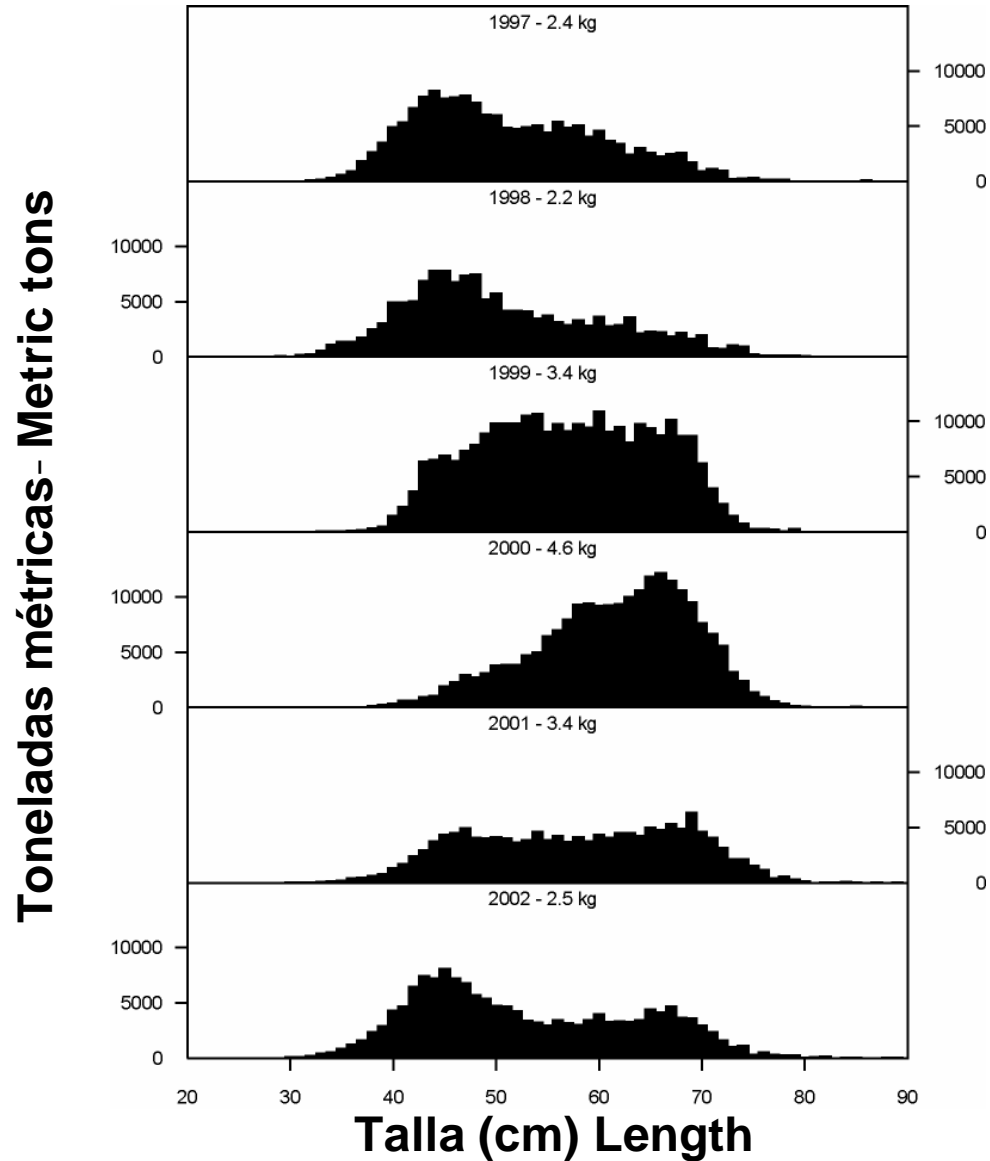 Toneladas métricas- Metric tons
1997 - 2.4 kg
10000
5000
0
1998 - 2.2 kg
10000
5000
0
1999 - 3.4 kg
10000
5000
0
2000 - 4.6 kg
10000
5000
0
2001 - 3.4 kg
10000
5000
0
2002 - 2.5 kg
10000
5000
0
20 30 40 50 60 70 80 90
Talla (cm) Length